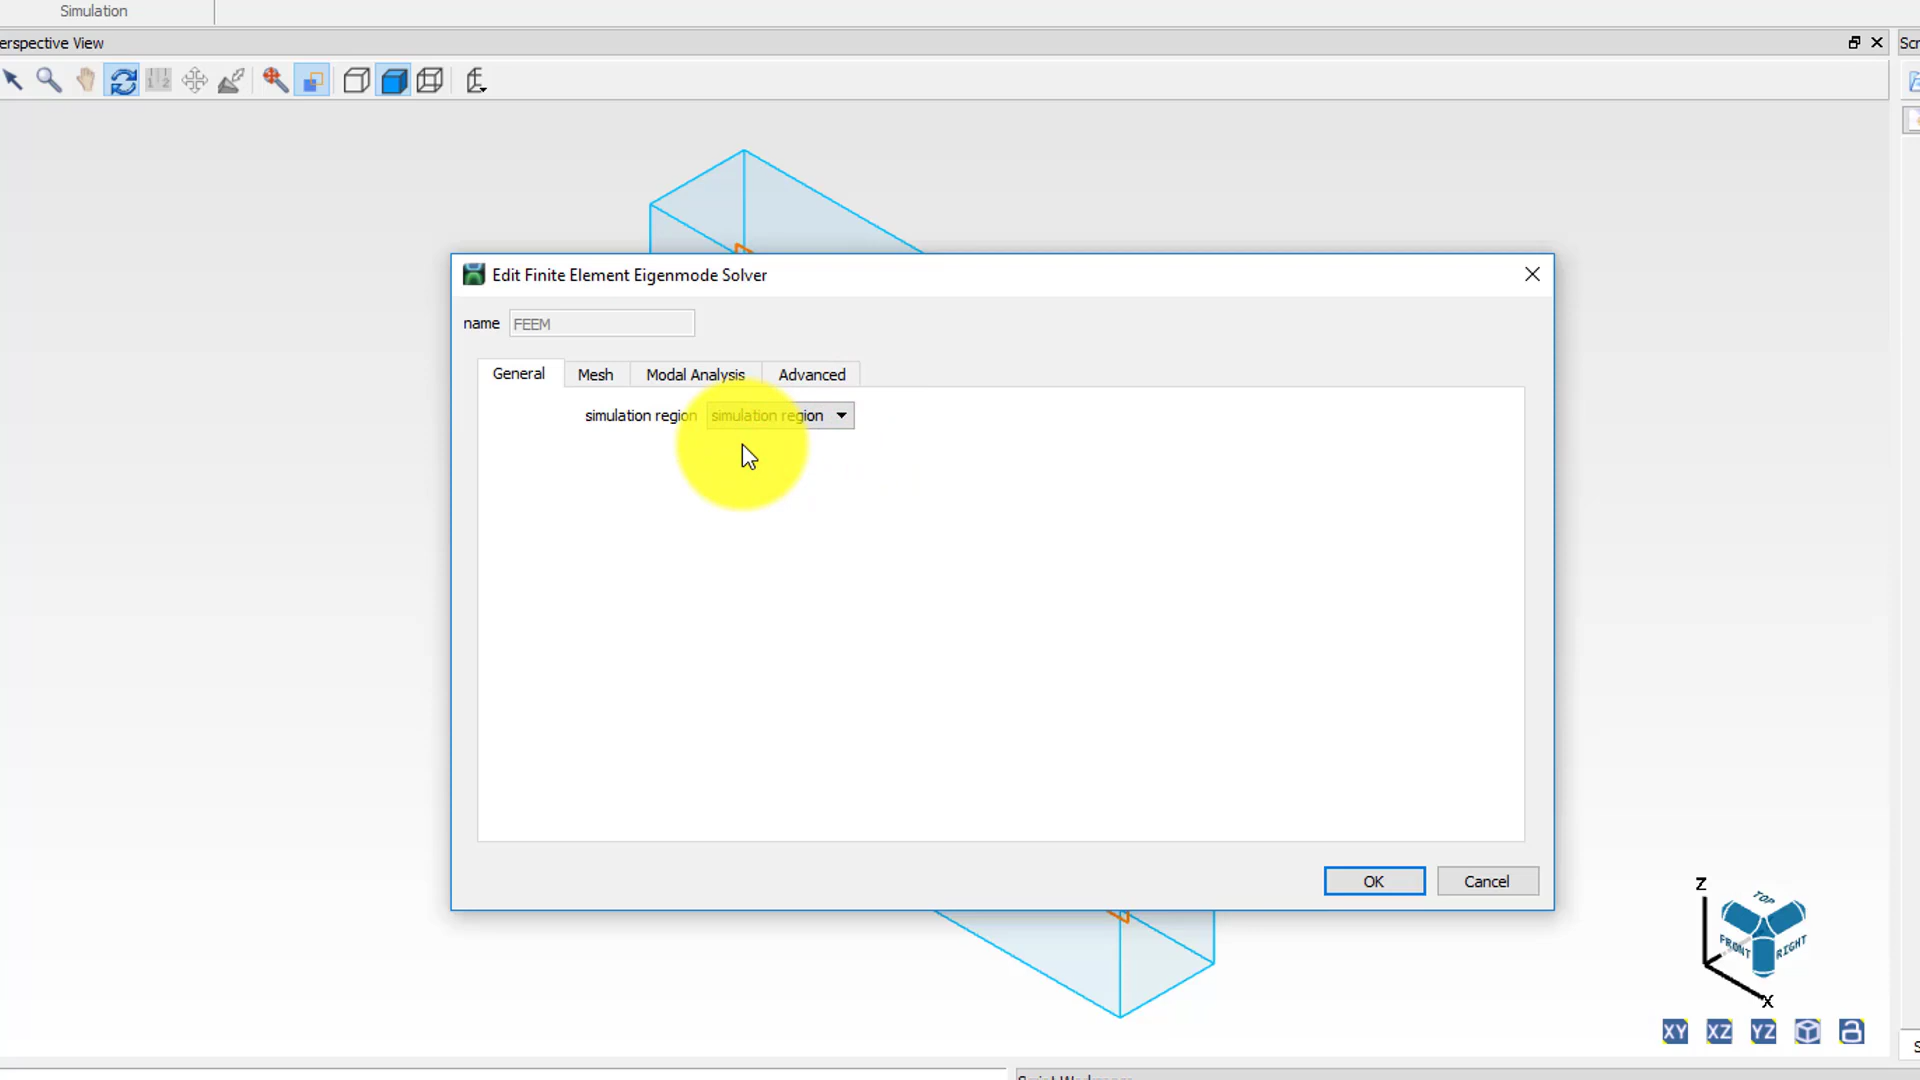 Simulation
erspective View
Scr
Edit Finite Element Eigenmode Solver
name FEEM
General Mesh Modal Analysis Advanced
simulation region simulation region
OK Cancel
Z
TOP
FRONT RIGHT
X
XY XZ YZ
S